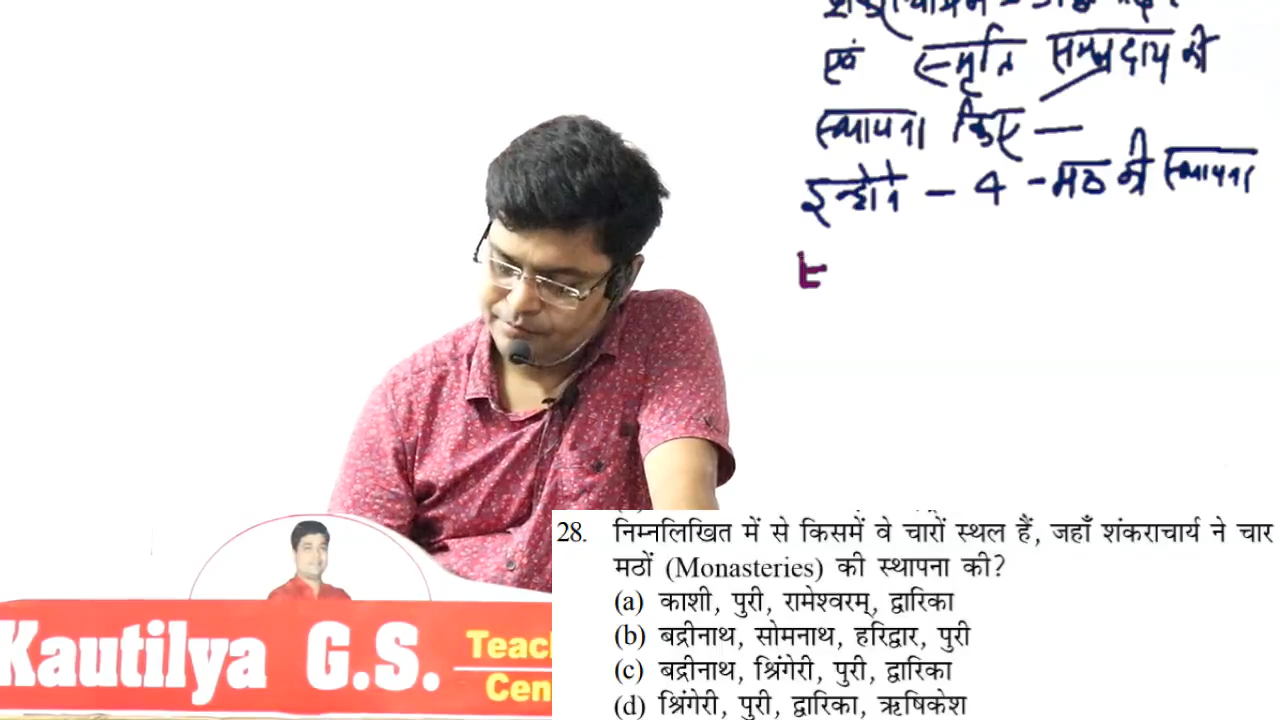 एवं स्मृति सम्प्रदाय की
स्थापना किए —
इन्होने — 4 - मठ की स्थापना
28. निम्नलिखित में से किसमें वे चारों स्थल हैं, जहाँ शंकराचार्य ने चार
मठों (Monasteries) की स्थापना की?
(a) काशी, पुरी, रामेश्वरम्, द्वारिका
(b) बद्रीनाथ, सोमनाथ, हरिद्वार, पुरी
(c) बद्रीनाथ, श्रिंगेरी, पुरी, द्वारिका
(d) श्रिंगेरी, पुरी, द्वारिका, ऋषिकेश
Kautilya G.S.
Teac
Cen